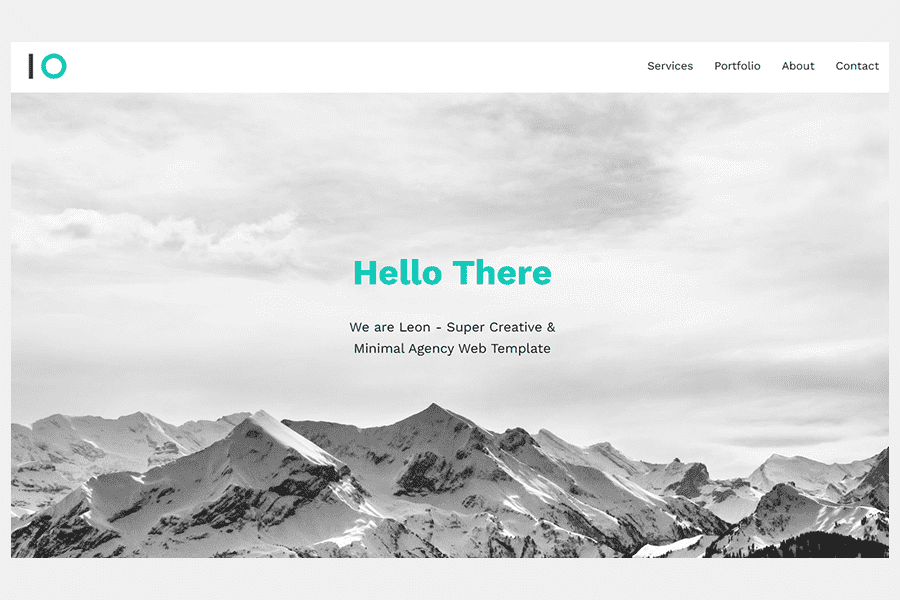 IO
Services Portfolio About Contact
Hello There
We are Leon - Super Creative &
Minimal Agency Web Template